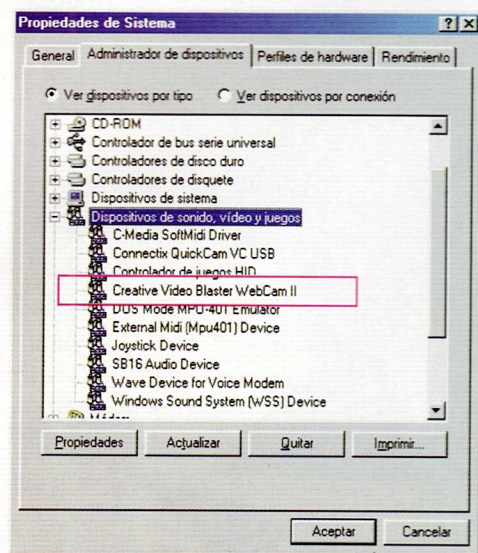 Propiedades de Sistema
General Administrador de dispositivos Perfiles de hardware Rendimiento
Ver dispositivos por tipo Ver dispositivos por conexión
CD-ROM
Controlador de bus serie universal
Controladores de disco duro
Controladores de disquete
Dispositivos de sistema
Dispositivos de sonido, vídeo y juegos
C-Media SoftMidi Driver
Connectix QuickCam VC USB
Controlador de juegos HID
Creative Video Blaster WebCam II
DOS Mode MPU-401 Emulator
External Midi (Mpu401) Device
Joystick Device
SB16 Audio Device
Wave Device for Voice Modem
Windows Sound System (WSS) Device
Módem
Propiedades Actualizar Quitar Imprimir...
Aceptar Cancelar